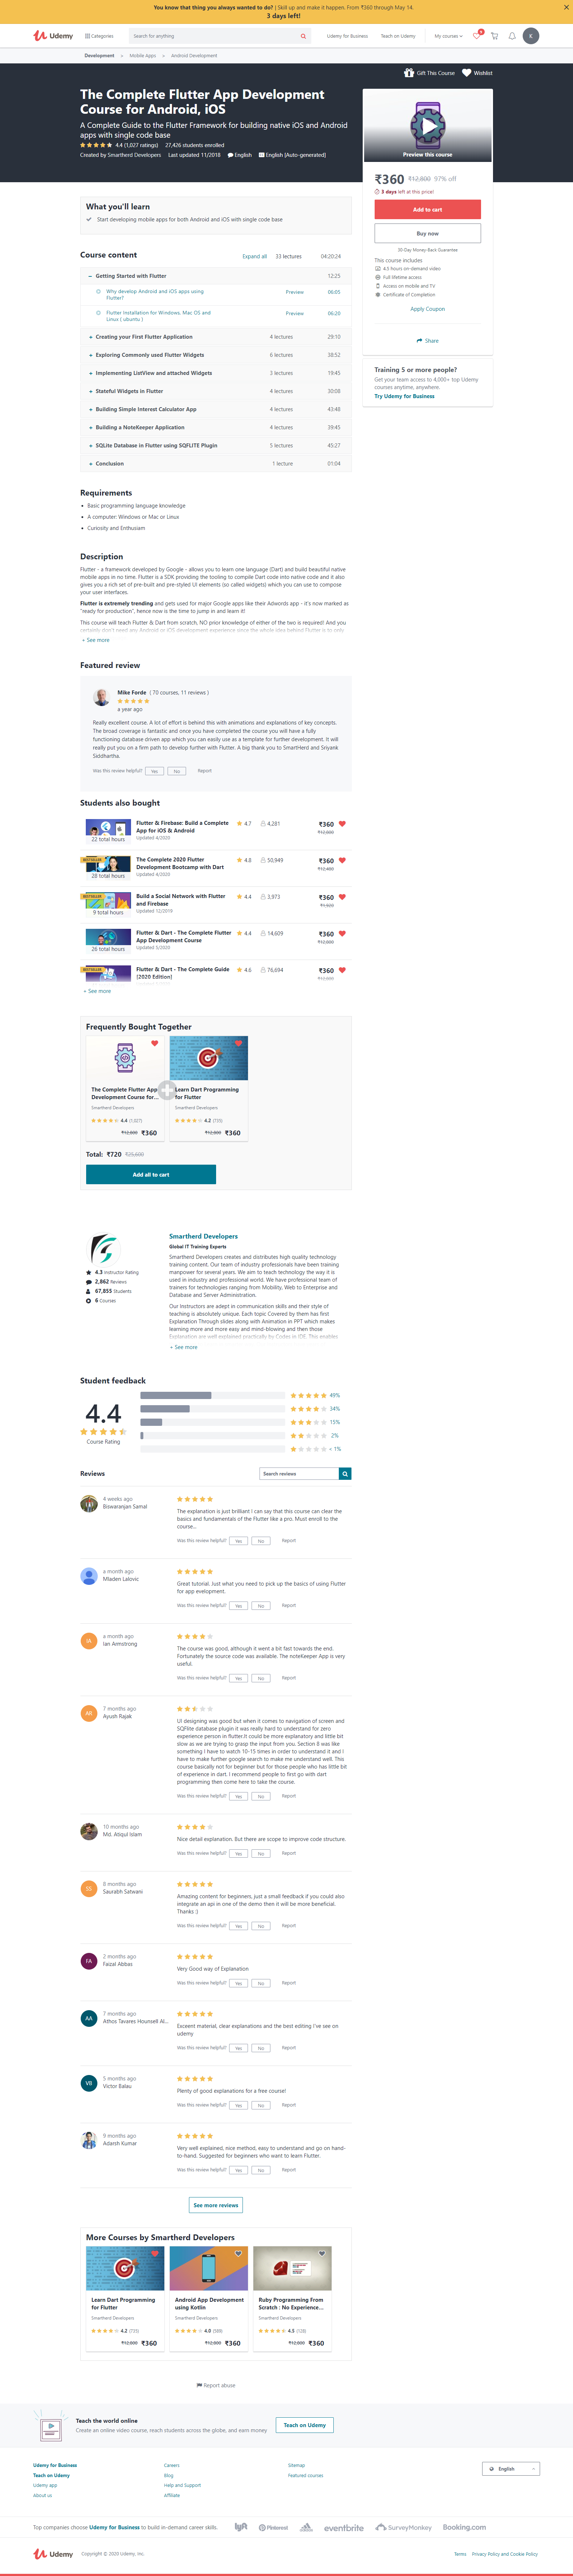 You know that thing you always wanted to do? | Skill up and make it happen. From ₹360 through May 14.
3 days left!
Udemy
Categories
Search for anything
Udemy for Business
Teach on Udemy
My courses
K
Development
Mobile Apps
Android Development
Gift This Course
Wishlist
The Complete Flutter App Development
Course for Android, iOS
A Complete Guide to the Flutter Framework for building native iOS and Android
apps with single code base
4.4 (1,027 ratings) 27,426 students enrolled
Created by Smartherd Developers Last updated 11/2018 English English [Auto-generated]
Preview this course
₹360 ₹12,800 97% off
3 days left at this price!
Add to cart
Buy now
30-Day Money-Back Guarantee
This course includes
4.5 hours on-demand video
Full lifetime access
Access on mobile and TV
Certificate of Completion
Apply Coupon
Share
Training 5 or more people?
Get your team access to 4,000+ top Udemy
courses anytime, anywhere.
Try Udemy for Business
What you'll learn
Start developing mobile apps for both Android and iOS with single code base
Course content
Expand all 33 lectures 04:20:24
Getting Started with Flutter 12:25
Why develop Android and iOS apps using
Flutter?
Preview 06:05
Flutter Installation for Windows, Mac OS and
Linux ( ubuntu )
Preview 06:20
Creating your First Flutter Application 4 lectures 29:10
Exploring Commonly used Flutter Widgets 6 lectures 38:52
Implementing ListView and attached Widgets 3 lectures 19:45
Stateful Widgets in Flutter 4 lectures 30:08
Building Simple Interest Calculator App 4 lectures 43:48
Building a NoteKeeper Application 4 lectures 39:45
SQLite Database in Flutter using SQFLITE Plugin 5 lectures 45:27
Conclusion 1 lecture 01:04
Requirements
Basic programming language knowledge
A computer: Windows or Mac or Linux
Curiosity and Enthusiam
Description
Flutter - a framework developed by Google - allows you to learn one language (Dart) and build beautiful native
mobile apps in no time. Flutter is a SDK providing the tooling to compile Dart code into native code and it also
gives you a rich set of pre-built and pre-styled UI elements (so called widgets) which you can use to compose
your user interfaces.
Flutter is extremely trending and gets used for major Google apps like their Adwords app - it's now marked as
"ready for production", hence now is the time to jump in and learn it!
This course will teach Flutter & Dart from scratch, NO prior knowledge of either of the two is required! And you
certainly don't need any Android or iOS development experience since the whole idea behind Flutter is to only
+ See more
Featured review
Mike Forde ( 70 courses, 11 reviews )
a year ago
Really excellent course. A lot of effort is behind this with animations and explanations of key concepts.
The broad coverage is fantastic and once you have completed the course you will have a fully
functioning database driven app which you can easily use as a template for further development. It will
really put you on a firm path to develop further with Flutter. A big thank you to SmartHerd and Sriyank
Siddhartha.
Was this review helpful? Yes No Report
Students also bought
22 total hours
Flutter & Firebase: Build a Complete
App for iOS & Android
Updated 4/2020
4.7 4,281 ₹360
₹12,800
BESTSELLER
28 total hours
The Complete 2020 Flutter
Development Bootcamp with Dart
Updated 4/2020
4.8 50,949 ₹360
BESTSELLER
9 total hours
Build a Social Network with Flutter
and Firebase
Updated 12/2019
4.4 3,973 ₹360
26 total hours
Flutter & Dart - The Complete Flutter
App Development Course
Updated 5/2020
4.4 14,609 ₹360
₹12,800
BESTSELLER
Flutter & Dart - The Complete Guide
[2020 Edition]
4.6 76,694 ₹360
+ See more
Frequently Bought Together
The Complete Flutter App
Development Course for...
Smartherd Developers
4.4 (1,027)
₹12,800 ₹360
Learn Dart Programming
for Flutter
Smartherd Developers
4.2 (735)
₹12,800 ₹360
Total: ₹720 ₹25,600
Add all to cart
4.3 Instructor Rating
2,862 Reviews
67,855 Students
6 Courses
Smartherd Developers
Global IT Training Experts
Smartherd Developers creates and distributes high quality technology
training content. Our team of industry professionals have been training
manpower for several years. We aim to teach technology the way it is
used in industry and professional world. We have professional team of
trainers for technologies ranging from Mobility, Web to Enterprise and
Database and Server Administration.
Our Instructors are adept in communication skills and their style of
teaching is absolutely unique. Each topic Covered by them has first
Explanation Through slides along with Animation in PPT which makes
learning more and more easy and mind-blowing and then those
Explanation are well explained practically by Codes in IDE. This enables
+ See more
Student feedback
4.4
Course Rating
49%
34%
15%
2%
< 1%
Reviews
Search reviews
4 weeks ago
Biswaranjan Samal
The explanation is just brilliant I can say that this course can clear the
basics and fundamentals of the Flutter like a pro. Must enroll to the
course...
Was this review helpful? Yes No Report
a month ago
Mladen Lalovic
Great tutorial. Just what you need to pick up the basics of using Flutter
for app evelopment.
Was this review helpful? Yes No Report
IA
a month ago
Ian Armstrong
The course was good, although it went a bit fast towards the end.
Fortunately the source code was available. The noteKeeper App is very
useful.
Was this review helpful? Yes No Report
AR
7 months ago
Ayush Rajak
UI designing was good but when it comes to navigation of screen and
SQFlite database plugin it was really hard to understand for zero
experience person in flutter.It could be more explanatory and little bit
slow as we are trying to grasp the input from you. Section 8 was like
something I have to watch 10-15 times in order to understand it and I
have to make further google search to make me understand well. This
course basically not for beginner but for those people who has little bit
of experience in dart. I recommend people to first go with dart
programming then come here to take the course.
Was this review helpful? Yes No Report
10 months ago
Md. Atiqul Islam
Nice detail explanation. But there are scope to improve code structure.
Was this review helpful? Yes No Report
SS
8 months ago
Saurabh Satwani
Amazing content for beginners, just a small feedback if you could also
integrate an api in one of the demo then it will be more beneficial.
Thanks :)
Was this review helpful? Yes No Report
FA
2 months ago
Faizal Abbas
Very Good way of Explanation
Was this review helpful? Yes No Report
AA
7 months ago
Athos Tavares Hounsell Al...
Exceent material, clear explanations and the best editing I've see on
udemy
Was this review helpful? Yes No Report
VB
5 months ago
Victor Balau
Plenty of good explanations for a free course!
Was this review helpful? Yes No Report
9 months ago
Adarsh Kumar
Very well explained, nice method, easy to understand and go on hand-
to-hand. Suggested for beginners who want to learn Flutter.
Was this review helpful? Yes No Report
See more reviews
More Courses by Smartherd Developers
Learn Dart Programming
for Flutter
Smartherd Developers
4.2 (735)
₹12,800 ₹360
Android App Development
using Kotlin
Smartherd Developers
4.0 (569)
₹12,800 ₹360
Ruby Programming From
Scratch : No Experience...
Smartherd Developers
4.5 (128)
₹12,800 ₹360
Report abuse
Teach the world online
Create an online video course, reach students across the globe, and earn money
Teach on Udemy
Udemy for Business
Teach on Udemy
Udemy app
About us
Careers
Blog
Help and Support
Affiliate
Sitemap
Featured courses
English
Top companies choose Udemy for Business to build in-demand career skills.
lyft Pinterest adidas eventbrite SurveyMonkey Booking.com
Udemy Copyright © 2020 Udemy, Inc.
Terms Privacy Policy and Cookie Policy